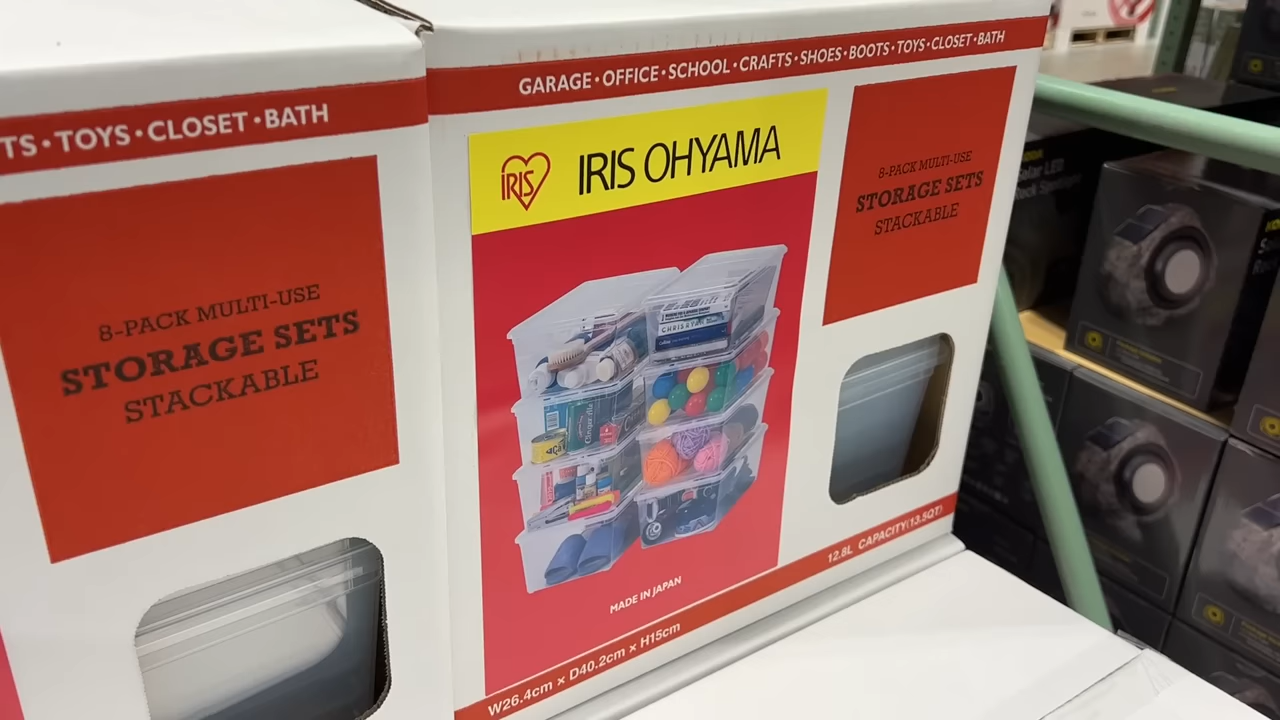 TS • TOYS • CLOSET • BATH
8-PACK MULTI-USE
STORAGE SETS
STACKABLE
GARAGE • OFFICE • SCHOOL • CRAFTS • SHOES • BOOTS • TOYS • CLOSET • BATH
IRIS
IRIS OHYAMA
CHRIS RYAN
MADE IN JAPAN
W26.4cm × D40.2cm × H15cm
12.8L CAPACITY(13.5QT)
8-PACK MULTI-USE
STORAGE SETS
STACKABLE